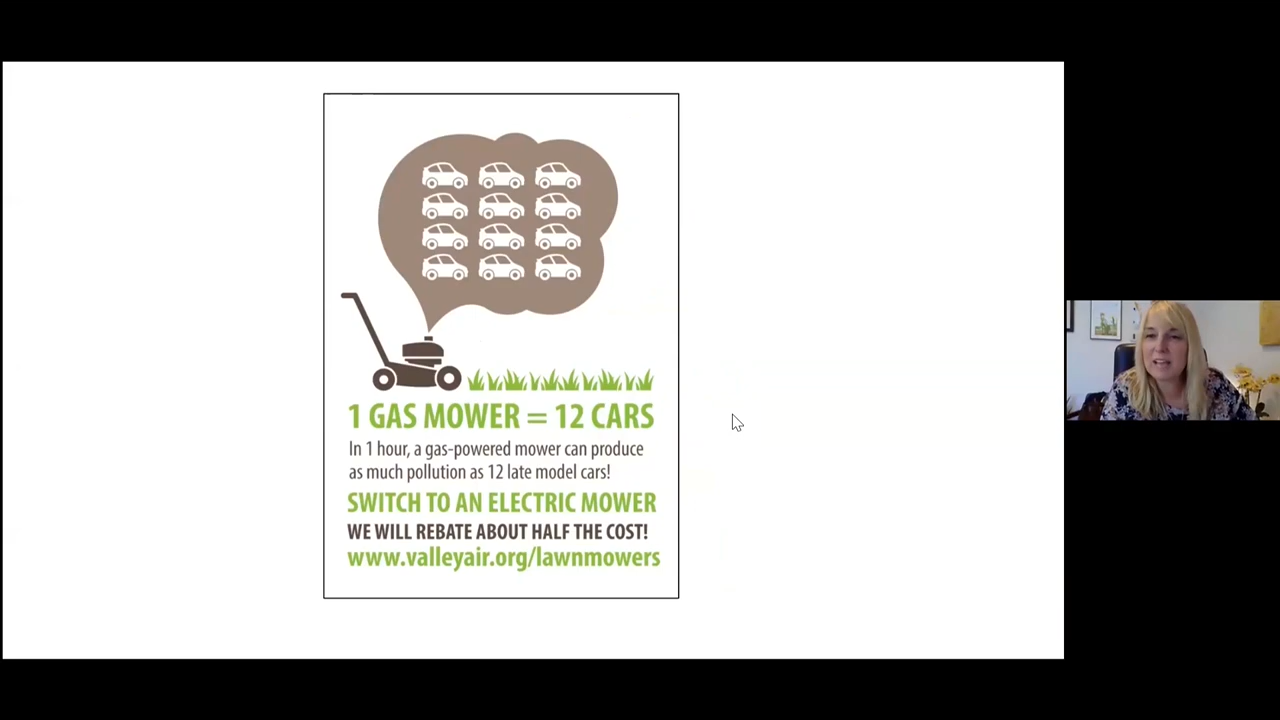 1 GAS MOWER = 12 CARS
In 1 hour, a gas-powered mower can produce
as much pollution as 12 late model cars!
SWITCH TO AN ELECTRIC MOWER
WE WILL REBATE ABOUT HALF THE COST!
www.valleyair.org/lawnmowers